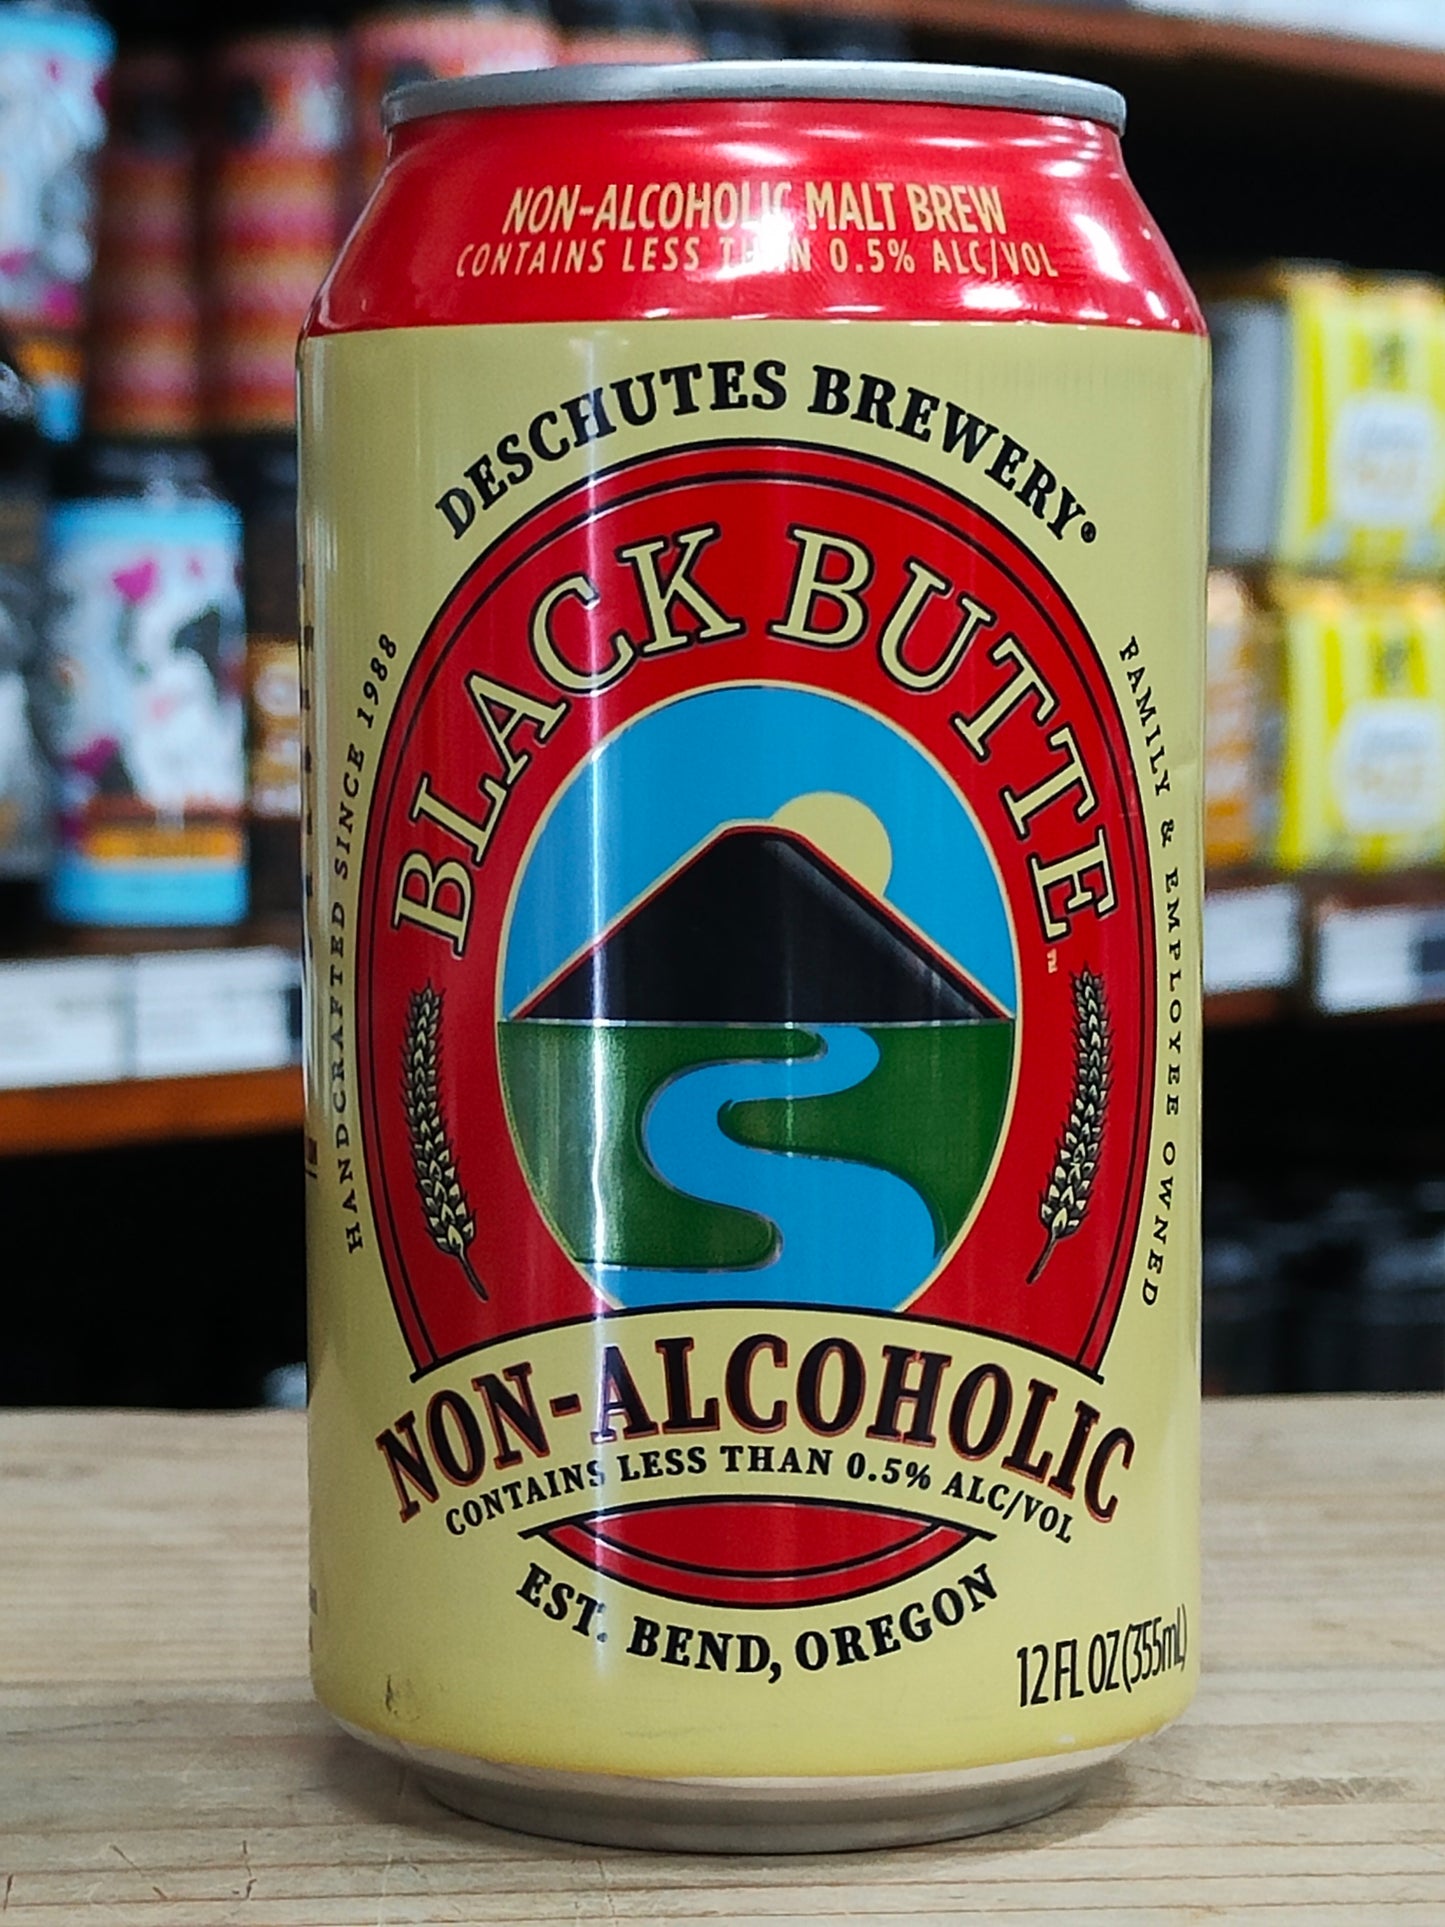 NON-ALCOHOLIC MALT BREW
CONTAINS LESS THAN 0.5% ALC/VOL
DESCHUTES BREWERY®
BLACK BUTTE™
HANDCRAFTED SINCE 1988
FAMILY & EMPLOYEE OWNED
NON-ALCOHOLIC
CONTAINS LESS THAN 0.5% ALC/VOL
EST. BEND, OREGON
12 FL OZ (355mL)